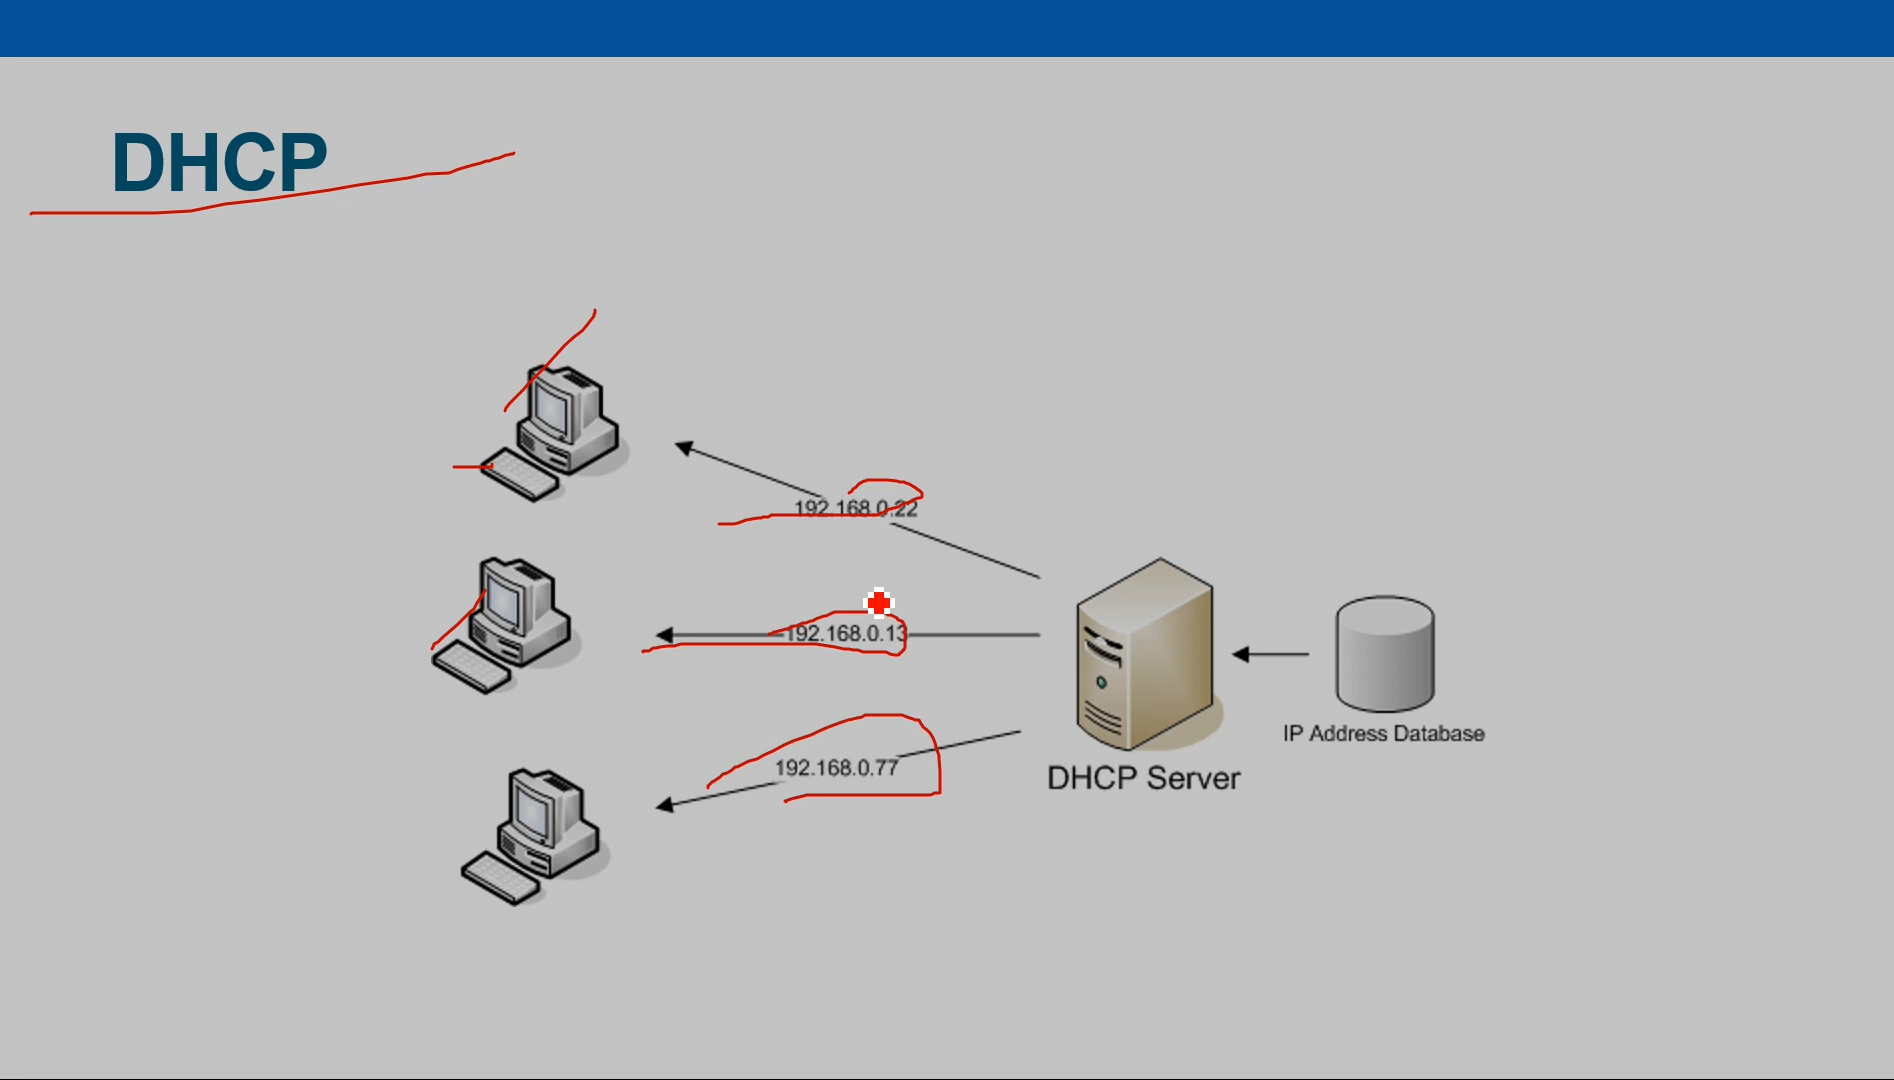 DHCP
192.168.0.22
192.168.0.13
192.168.0.77
DHCP Server
IP Address Database